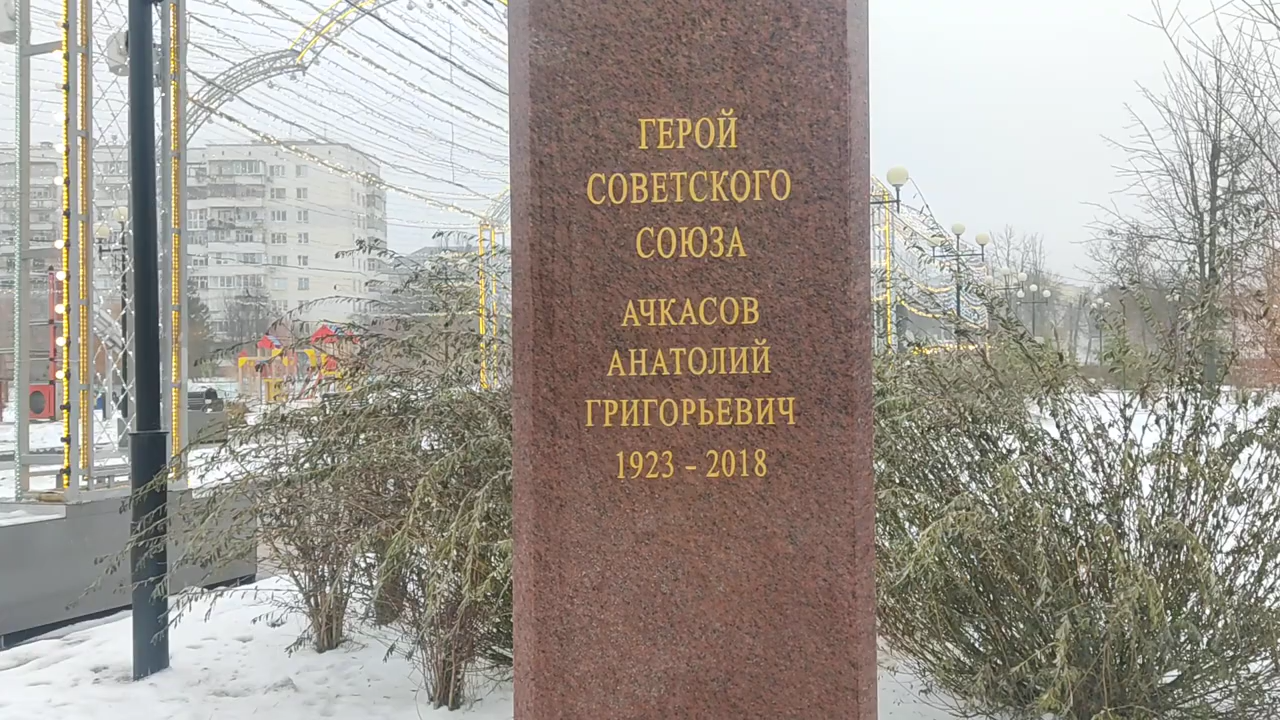 ГЕРОЙ
СОВЕТСКОГО
СОЮЗА
АЧКАСОВ
АНАТОЛИЙ
ГРИГОРЬЕВИЧ
1923 - 2018